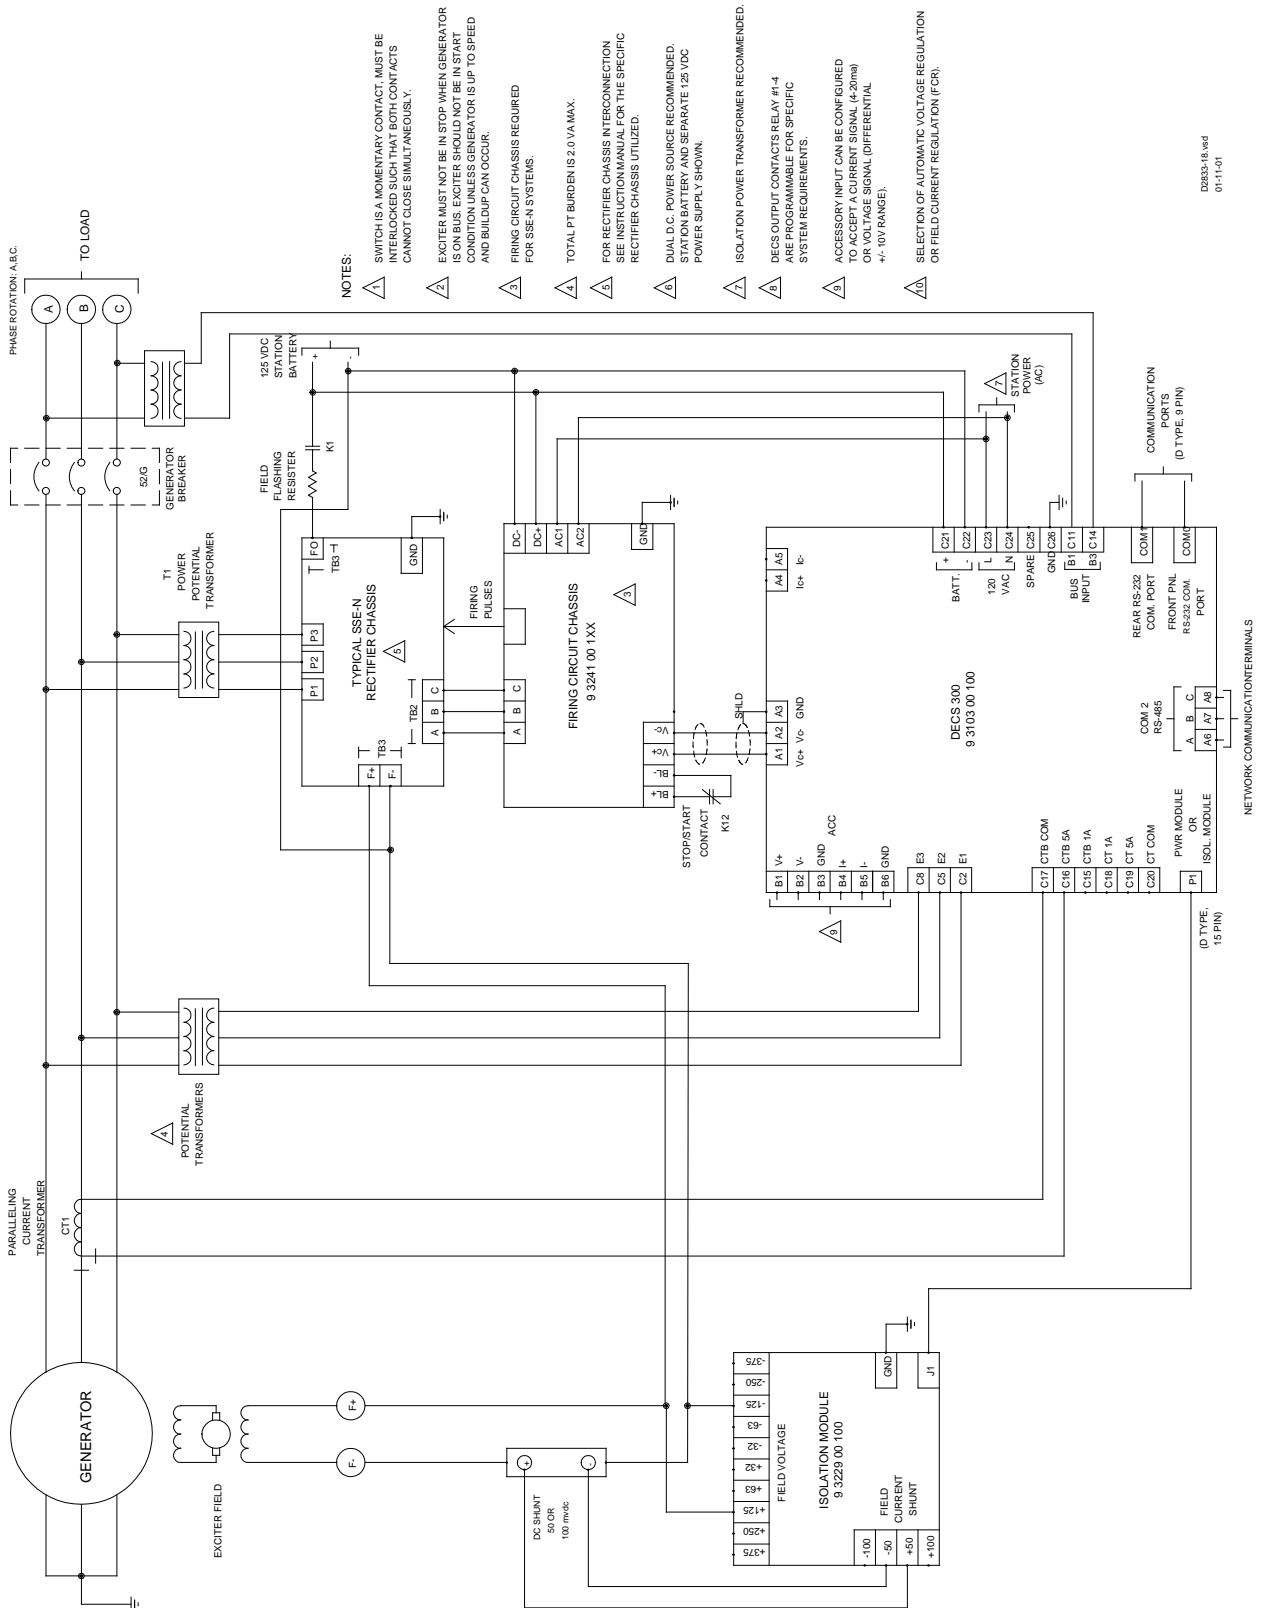 PHASE ROTATION: A,B,C.
A
B
C
TO LOAD
52/G
GENERATOR
BREAKER
T1
POWER
POTENTIAL
TRANSFORMER
4
POTENTIAL
TRANSFORMERS
PARALLELING
CURRENT
TRANSFORMER
CT1
GENERATOR
EXCITER FIELD
F+
F-
125 VDC
STATION
BATTERY
+
-
K1
FIELD
FLASHING
RESISTER
FO
TB3
GND
P3
P2
P1
TYPICAL SSE-N
RECTIFIER CHASSIS
5
TB2
A
B
C
TB3
F+
F-
FIRING
PULSES
DC-
DC+
AC1
AC2
GND
FIRING CIRCUIT CHASSIS
9 3241 00 1XX
3
A
B
C
Vc-
Vc+
BL-
BL+
STOP/START
CONTACT
K12
SHLD
A5
Ic-
A4
Ic+
A3
GND
A2
Vc-
A1
Vc+
DECS 300
9 3103 00 100
BATT.
+
-
C21
C22
120
VAC
L
N
C23
C24
SPARE
C25
GND
C26
BUS
INPUT
B1
C11
B3
C14
7
STATION
POWER
(AC)
REAR RS-232
COM. PORT
COM1
FRONT PNL
RS-232 COM.
PORT
COM0
COMMUNICATION
PORTS
(D TYPE, 9 PIN)
COM 2
RS-485
A
B
C
A6
A7
A8
NETWORK COMMUNICATIONTERMINALS
ACC
B1
V+
B2
V-
B3
GND
B4
I+
B5
I-
B6
GND
9
C8
E3
C5
E2
C2
E1
C17
CTB COM
C16
CTB 5A
C15
CTB 1A
C18
CT 1A
C19
CT 5A
C20
CT COM
P1
PWR MODULE
OR
ISOL. MODULE
(D TYPE,
15 PIN)
DC SHUNT
50 OR
100 mvdc
+
-
FIELD VOLTAGE
-375
-250
-125
-63
-32
+32
+63
+125
+250
+375
ISOLATION MODULE
9 3229 00 100
GND
J1
FIELD
CURRENT
SHUNT
-100
-50
+50
+100
NOTES:
1
SWITCH IS A MOMENTARY CONTACT, MUST BE
INTERLOCKED SUCH THAT BOTH CONTACTS
CANNOT CLOSE SIMULTANEOUSLY.
2
EXCITER MUST NOT BE IN STOP WHEN GENERATOR
IS ON BUS. EXCITER SHOULD NOT BE IN START
CONDITION UNLESS GENERATOR IS UP TO SPEED
AND BUILDUP CAN OCCUR.
3
FIRING CIRCUIT CHASSIS REQUIRED
FOR SSE-N SYSTEMS.
4
TOTAL PT BURDEN IS 2.0 VA MAX.
5
FOR RECTIFIER CHASSIS INTERCONNECTION
SEE INSTRUCTION MANUAL FOR THE SPECIFIC
RECTIFIER CHASSIS UTILIZED.
6
DUAL D.C. POWER SOURCE RECOMMENDED.
STATION BATTERY AND SEPARATE 125 VDC
POWER SUPPLY SHOWN.
7
ISOLATION POWER TRANSFORMER RECOMMENDED.
8
DECS OUTPUT CONTACTS RELAY #1-4
ARE PROGRAMMABLE FOR SPECIFIC
SYSTEM REQUIREMENTS.
9
ACCESSORY INPUT CAN BE CONFIGURED
TO ACCEPT A CURRENT SIGNAL (4-20ma)
OR VOLTAGE SIGNAL (DIFFERENTIAL
+/- 10V RANGE).
10
SELECTION OF AUTOMATIC VOLTAGE REGULATION
OR FIELD CURRENT REGULATION (FCR).
D2833-18.vsd
01-11-01